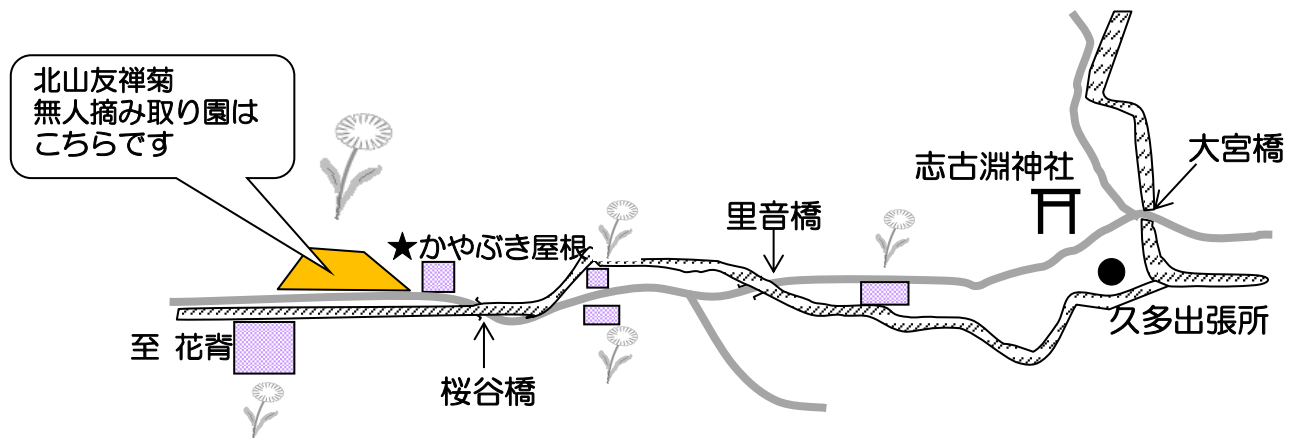 北山友禅菊
無人摘み取り園は
こちらです
★かやぶき屋根
里音橋
志古淵神社
大宮橋
久多出張所
至 花脊
桜谷橋